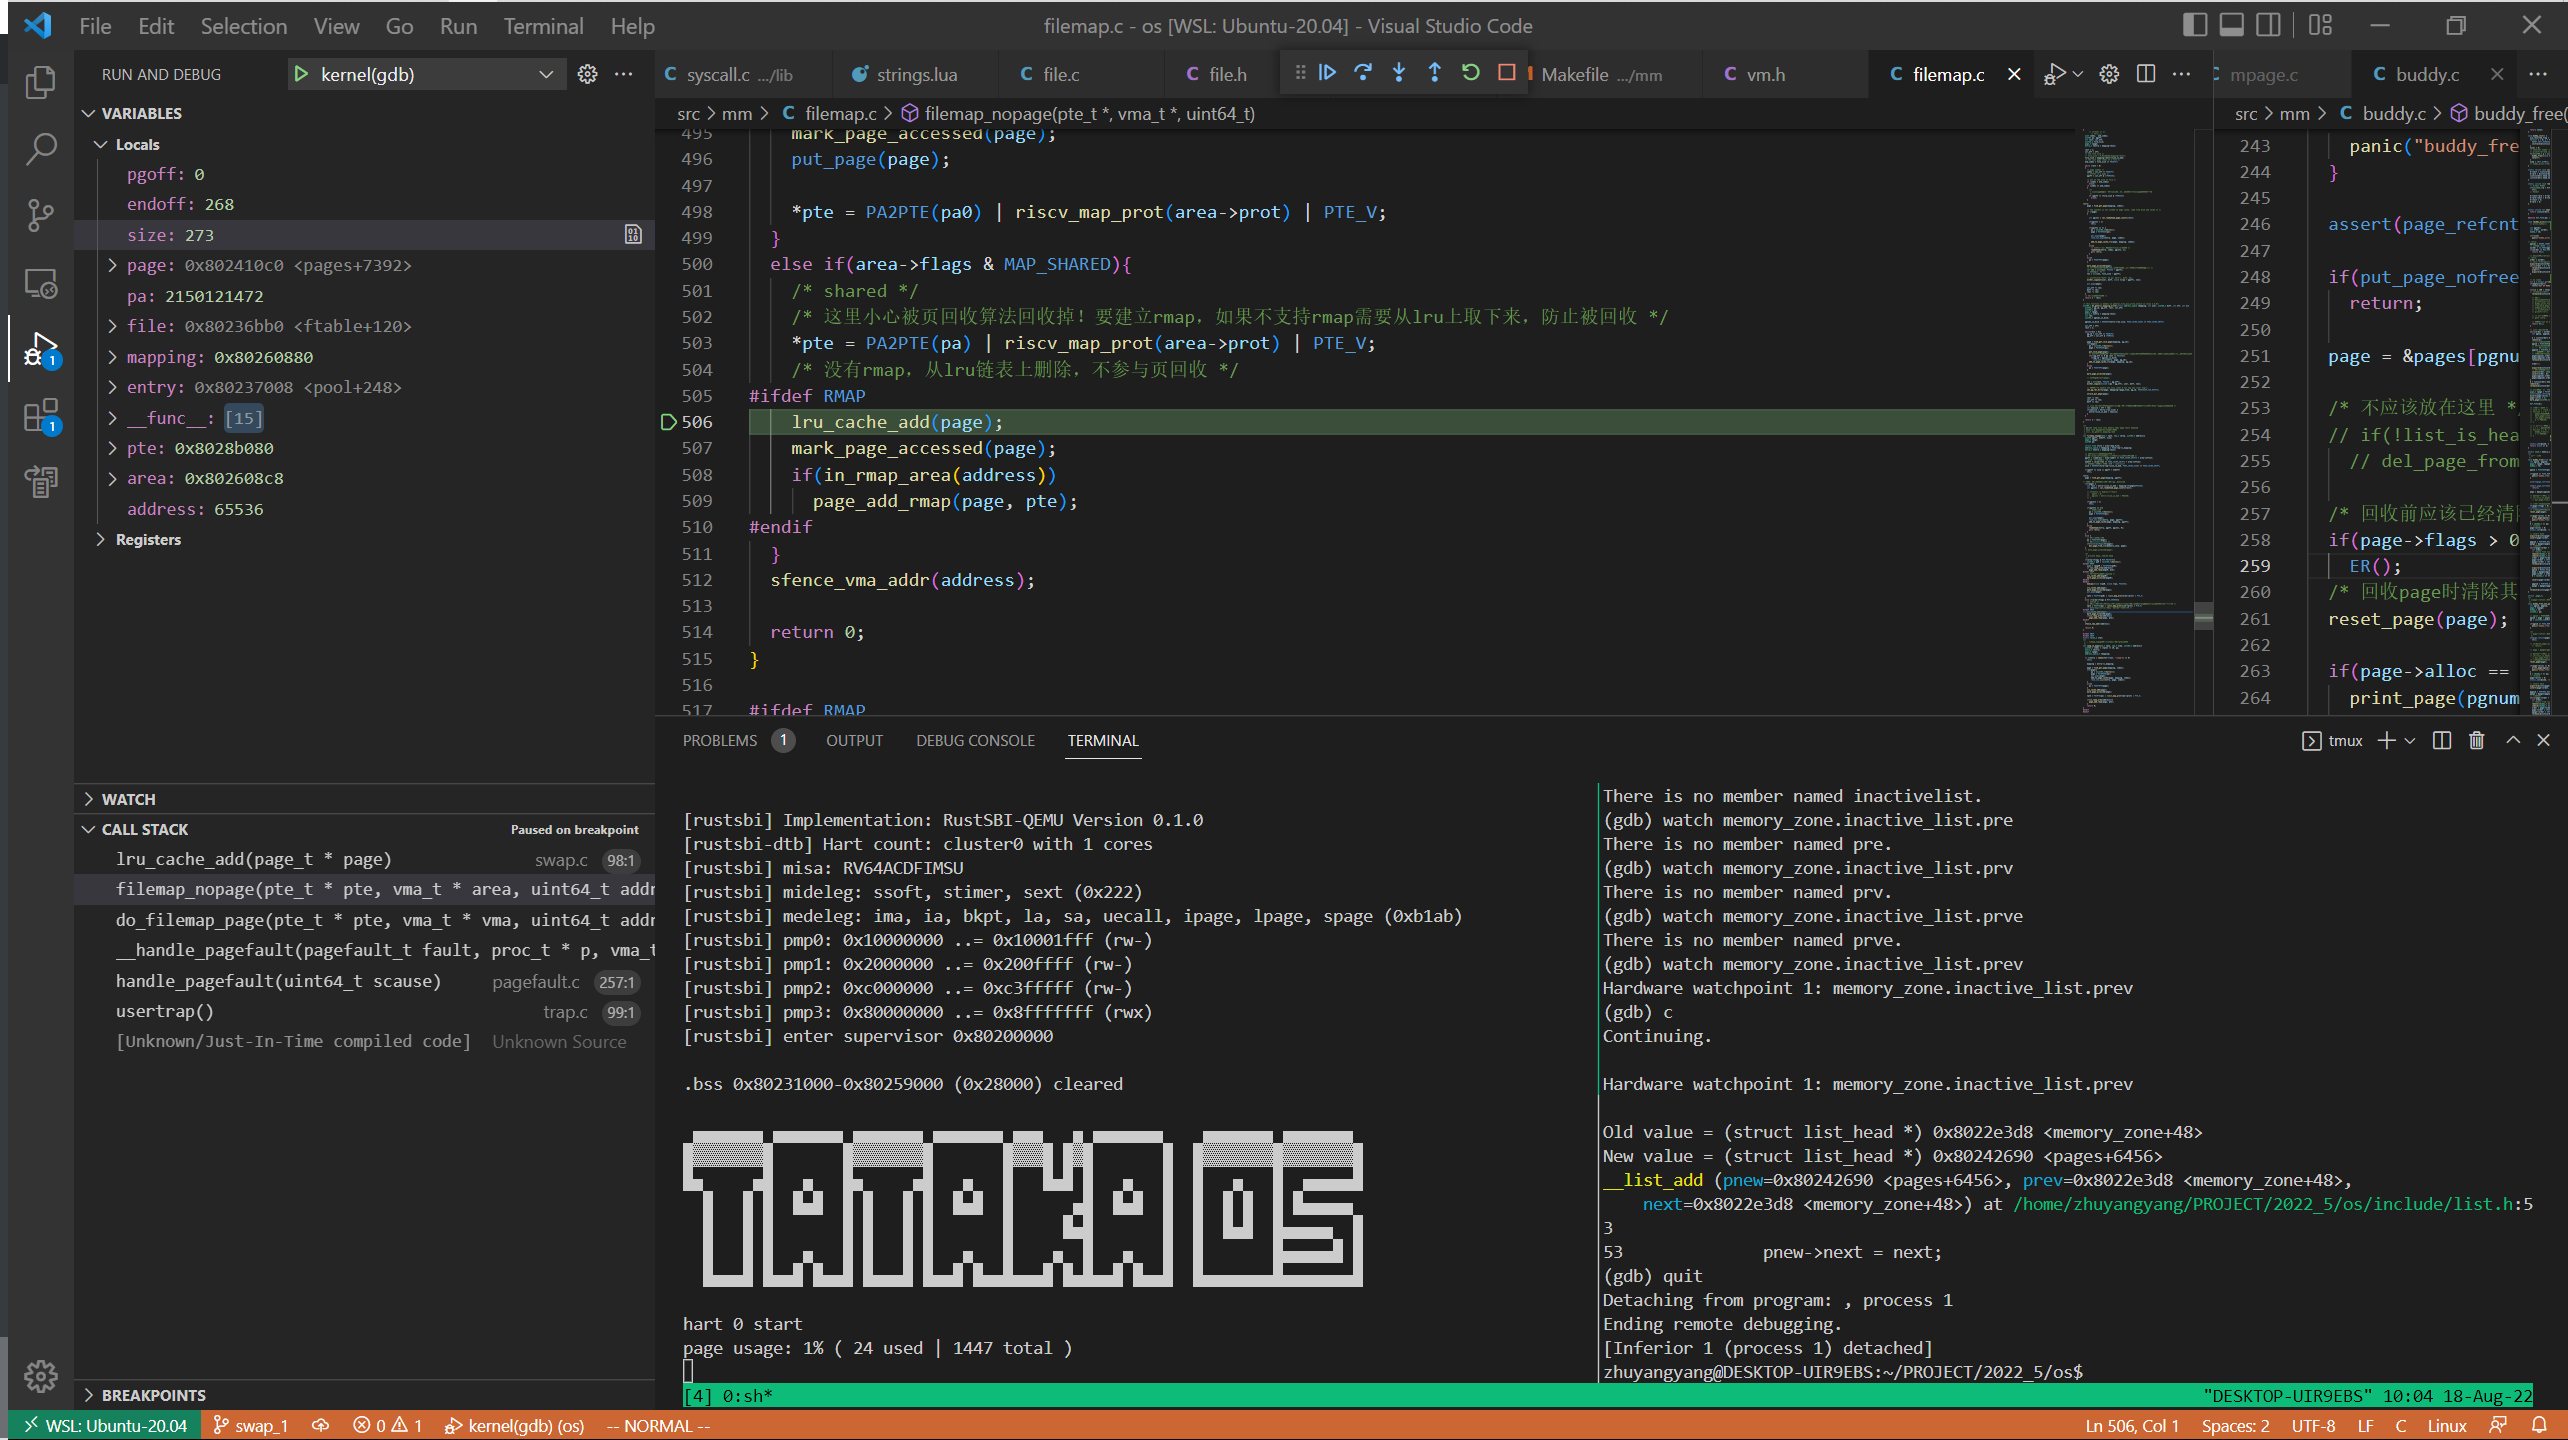 File Edit Selection View Go Run Terminal Help
filemap.c - os [WSL: Ubuntu-20.04] - Visual Studio Code
RUN AND DEBUG
kernel(gdb)
VARIABLES
Locals
pgoff: 0
endoff: 268
size: 273
page: 0x802410c0 <pages+7392>
pa: 2150121472
file: 0x80236bb0 <ftable+120>
mapping: 0x80260880
entry: 0x80237008 <pool+248>
__func__: [15]
pte: 0x8028b080
area: 0x802608c8
address: 65536
Registers
WATCH
CALL STACK Paused on breakpoint
lru_cache_add(page_t * page) swap.c 98:1
filemap_nopage(pte_t * pte, vma_t * area, uint64_t addr
do_filemap_page(pte_t * pte, vma_t * vma, uint64_t addr
__handle_pagefault(pagefault_t fault, proc_t * p, vma_t
handle_pagefault(uint64_t scause) pagefault.c 257:1
usertrap() trap.c 99:1
[Unknown/Just-In-Time compiled code] Unknown Source
BREAKPOINTS
C syscall.c .../lib strings.lua C file.c C file.h Makefile .../mm C vm.h C filemap.c
src > mm > C filemap.c > filemap_nopage(pte_t *, vma_t *, uint64_t)
495 mark_page_accessed(page);
496 put_page(page);
497
498 *pte = PA2PTE(pa0) | riscv_map_prot(area->prot) | PTE_V;
499 }
500 else if(area->flags & MAP_SHARED){
501 /* shared */
502 /* 这里小心被页回收算法回收掉！要建立rmap，如果不支持rmap需要从lru上取下来，防止被回收 */
503 *pte = PA2PTE(pa) | riscv_map_prot(area->prot) | PTE_V;
504 /* 没有rmap，从lru链表上删除，不参与页回收 */
505 #ifdef RMAP
506 lru_cache_add(page);
507 mark_page_accessed(page);
508 if(in_rmap_area(address))
509 page_add_rmap(page, pte);
510 #endif
511 }
512 sfence_vma_addr(address);
513
514 return 0;
515 }
516
517 #ifdef RMAP
mpage.c C buddy.c
src > mm > C buddy.c > buddy_free(
243 panic("buddy_fre
244 }
245
246 assert(page_refcnt
247
248 if(put_page_nofree
249 return;
250
251 page = &pages[pgnu
252
253 /* 不应该放在这里 *
254 // if(!list_is_hea
255 // del_page_from
256
257 /* 回收前应该已经清
258 if(page->flags > 0
259 ER();
260 /* 回收page时清除其
261 reset_page(page);
262
263 if(page->alloc ==
264 print_page(pgnum
PROBLEMS 1 OUTPUT DEBUG CONSOLE TERMINAL
tmux
[rustsbi] Implementation: RustSBI-QEMU Version 0.1.0
[rustsbi-dtb] Hart count: cluster0 with 1 cores
[rustsbi] misa: RV64ACDFIMSU
[rustsbi] mideleg: ssoft, stimer, sext (0x222)
[rustsbi] medeleg: ima, ia, bkpt, la, sa, uecall, ipage, lpage, spage (0xb1ab)
[rustsbi] pmp0: 0x10000000 ..= 0x10001fff (rw-)
[rustsbi] pmp1: 0x2000000 ..= 0x200ffff (rw-)
[rustsbi] pmp2: 0xc000000 ..= 0xc3fffff (rw-)
[rustsbi] pmp3: 0x80000000 ..= 0x8fffffff (rwx)
[rustsbi] enter supervisor 0x80200000
.bss 0x80231000-0x80259000 (0x28000) cleared
TATAKA OS
hart 0 start
page usage: 1% ( 24 used | 1447 total )
There is no member named inactivelist.
(gdb) watch memory_zone.inactive_list.pre
There is no member named pre.
(gdb) watch memory_zone.inactive_list.prv
There is no member named prv.
(gdb) watch memory_zone.inactive_list.prve
There is no member named prve.
(gdb) watch memory_zone.inactive_list.prev
Hardware watchpoint 1: memory_zone.inactive_list.prev
(gdb) c
Continuing.
Hardware watchpoint 1: memory_zone.inactive_list.prev
Old value = (struct list_head *) 0x8022e3d8 <memory_zone+48>
New value = (struct list_head *) 0x80242690 <pages+6456>
__list_add (pnew=0x80242690 <pages+6456>, prev=0x8022e3d8 <memory_zone+48>,
next=0x8022e3d8 <memory_zone+48>) at /home/zhuyangyang/PROJECT/2022_5/os/include/list.h:5
3
53 pnew->next = next;
(gdb) quit
Detaching from program: , process 1
Ending remote debugging.
[Inferior 1 (process 1) detached]
zhuyangyang@DESKTOP-UIR9EBS:~/PROJECT/2022_5/os$
[4] 0:sh* "DESKTOP-UIR9EBS" 10:04 18-Aug-22
WSL: Ubuntu-20.04 swap_1 0 1 kernel(gdb) (os) -- NORMAL -- Ln 506, Col 1 Spaces: 2 UTF-8 LF C Linux